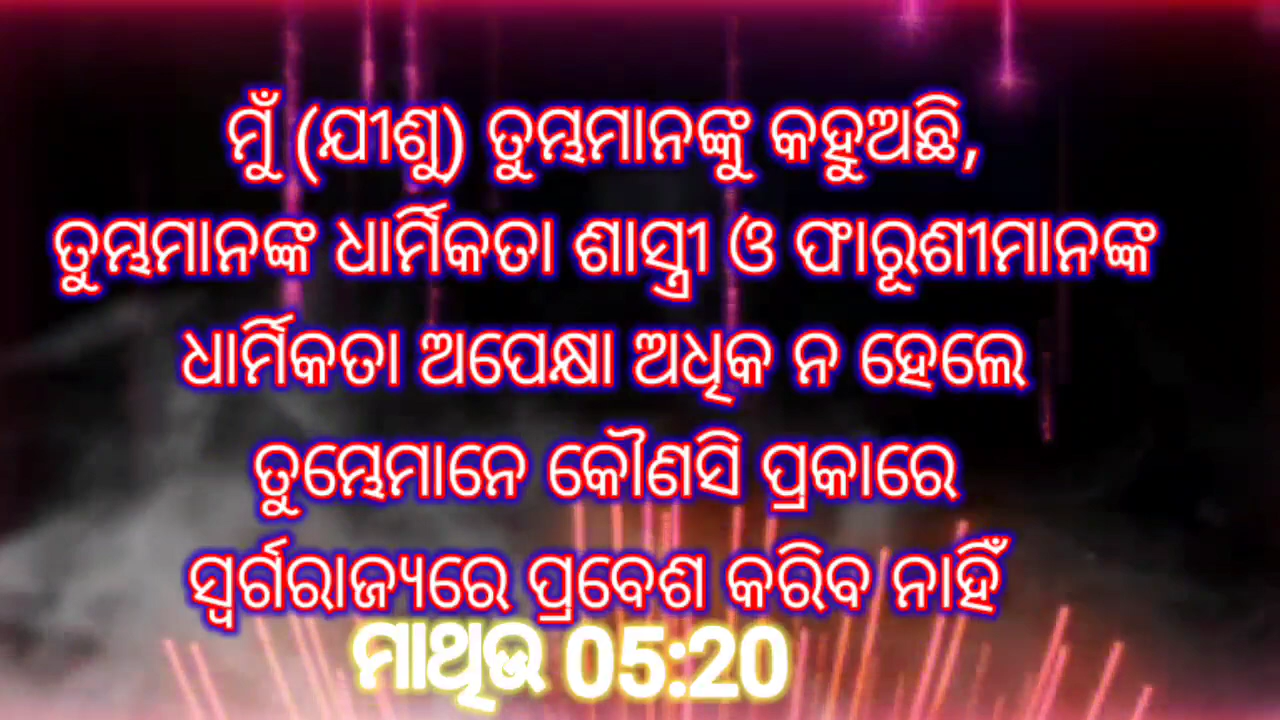 ମୁଁ (ଯୀଶୁ) ତୁମ୍ଭମାନଙ୍କୁ କହୁଅଛି,
ତୁମ୍ଭମାନଙ୍କ ଧାର୍ମିକତା ଶାସ୍ତ୍ରୀ ଓ ଫାରୂଶୀମାନଙ୍କ
ଧାର୍ମିକତା ଅପେକ୍ଷା ଅଧିକ ନ ହେଲେ
ତୁମ୍ଭେମାନେ କୌଣସି ପ୍ରକାରେ
ସ୍ୱର୍ଗରାଜ୍ୟରେ ପ୍ରବେଶ କରିବ ନାହିଁ
ମାଥିଉ 05:20